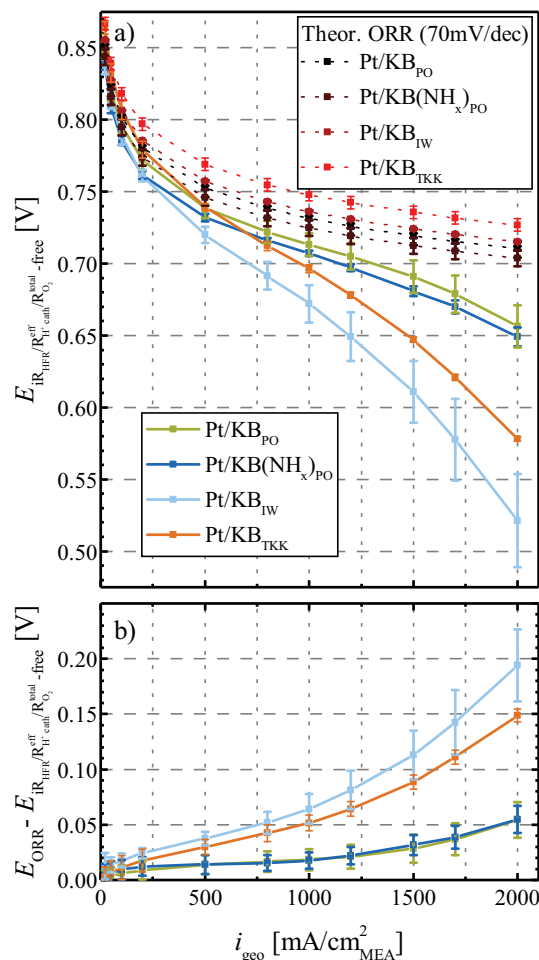 a)
Theor. ORR (70mV/dec)
Pt/KB_PO
Pt/KB(NH_x)_PO
Pt/KB_IW
Pt/KB_TKK
0.85
0.80
0.75
0.70
0.65
0.60
0.55
0.50
E_iR_HFR/R^eff_H⁺ cath/R^total_O₂-free [V]
Pt/KB_PO
Pt/KB(NH_x)_PO
Pt/KB_IW
Pt/KB_TKK
b)
0.20
0.15
0.10
0.05
0.00
E_ORR - E_iR_HFR/R^eff_H⁺ cath/R^total_O₂-free [V]
0 500 1000 1500 2000
i_geo [mA/cm²_MEA]